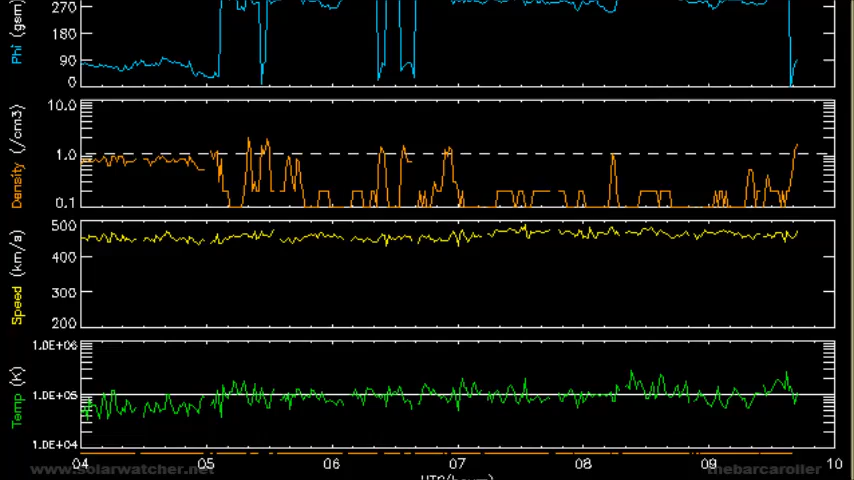 270
180
90
0
Phi (gsm)
10.0
1.0
0.1
Density (/cm3)
500
400
300
200
Speed (km/a)
1.0E+06
1.0E+05
1.0E+04
Temp (K)
04 05 06 07 08 09 10
www.solarwatcher.net
thebarcaroller